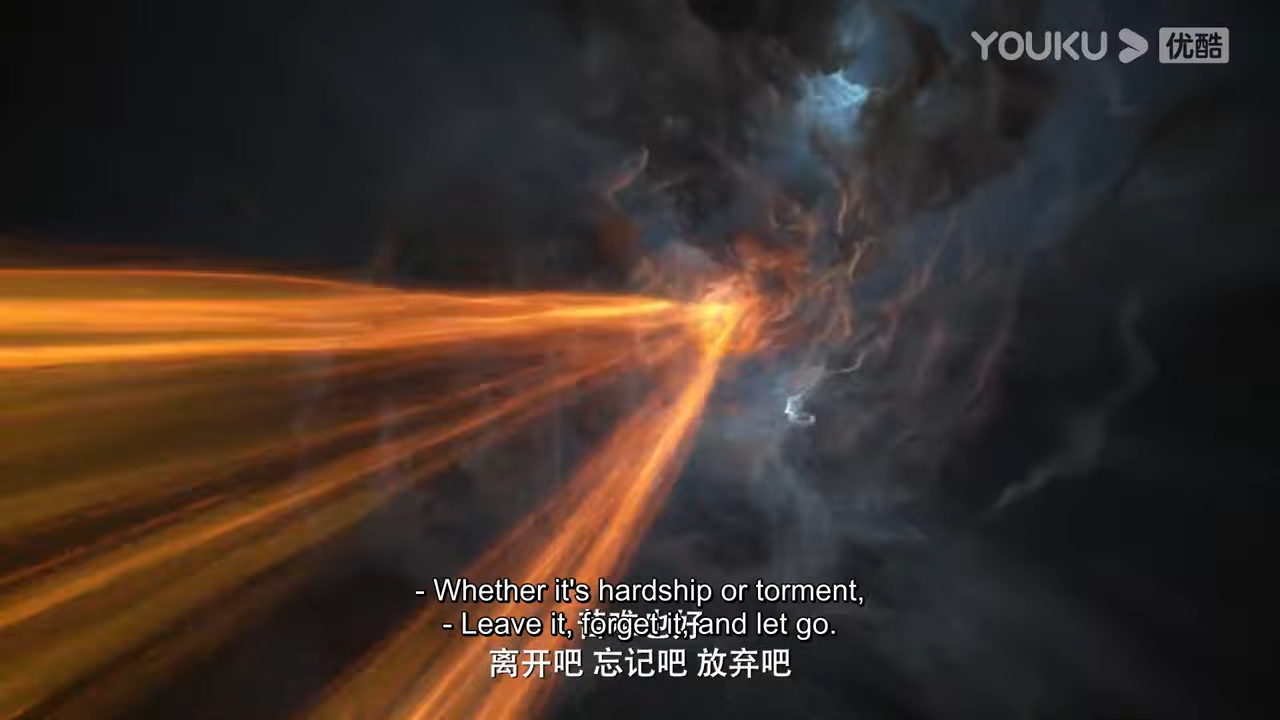 YOUKU 优酷
- Whether it's hardship or torment,
- Leave it, forget it, and let go.
离开吧 忘记吧 放弃吧